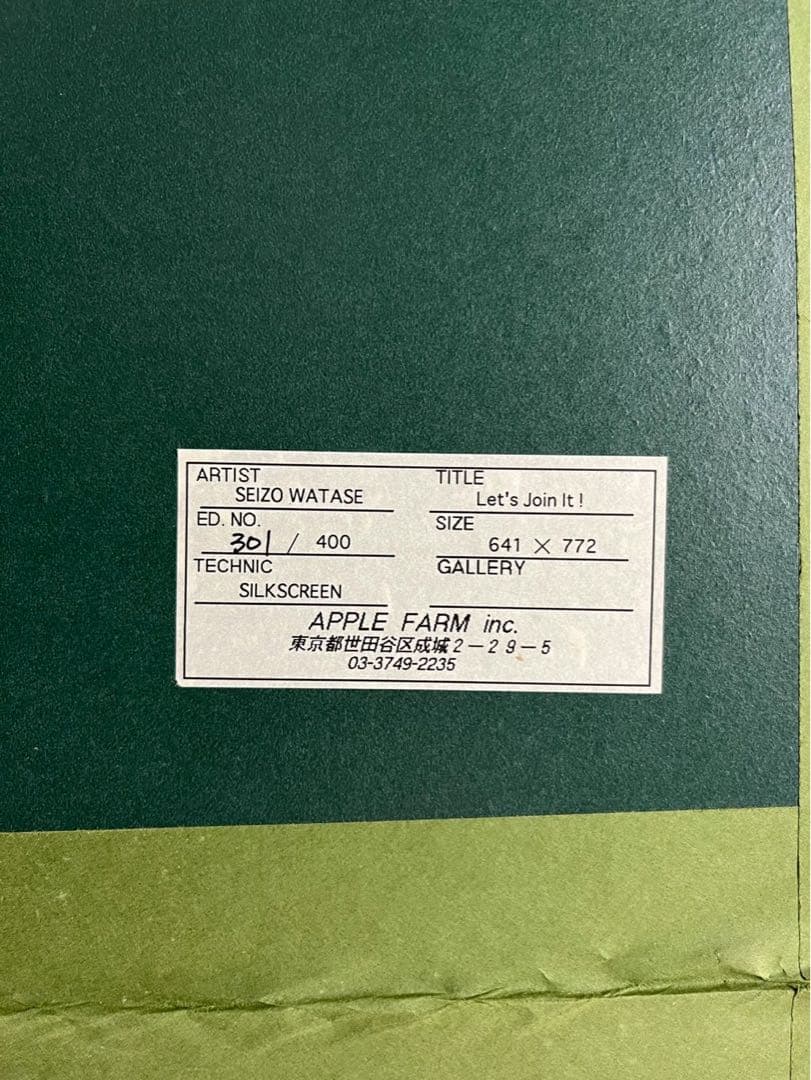 ARTIST
SEIZO WATASE
TITLE
Let's Join It !
ED. NO.
301 / 400
SIZE
641 × 772
TECHNIC
SILKSCREEN
GALLERY
APPLE FARM inc.
東京都世田谷区成城2－29－5
03-3749-2235